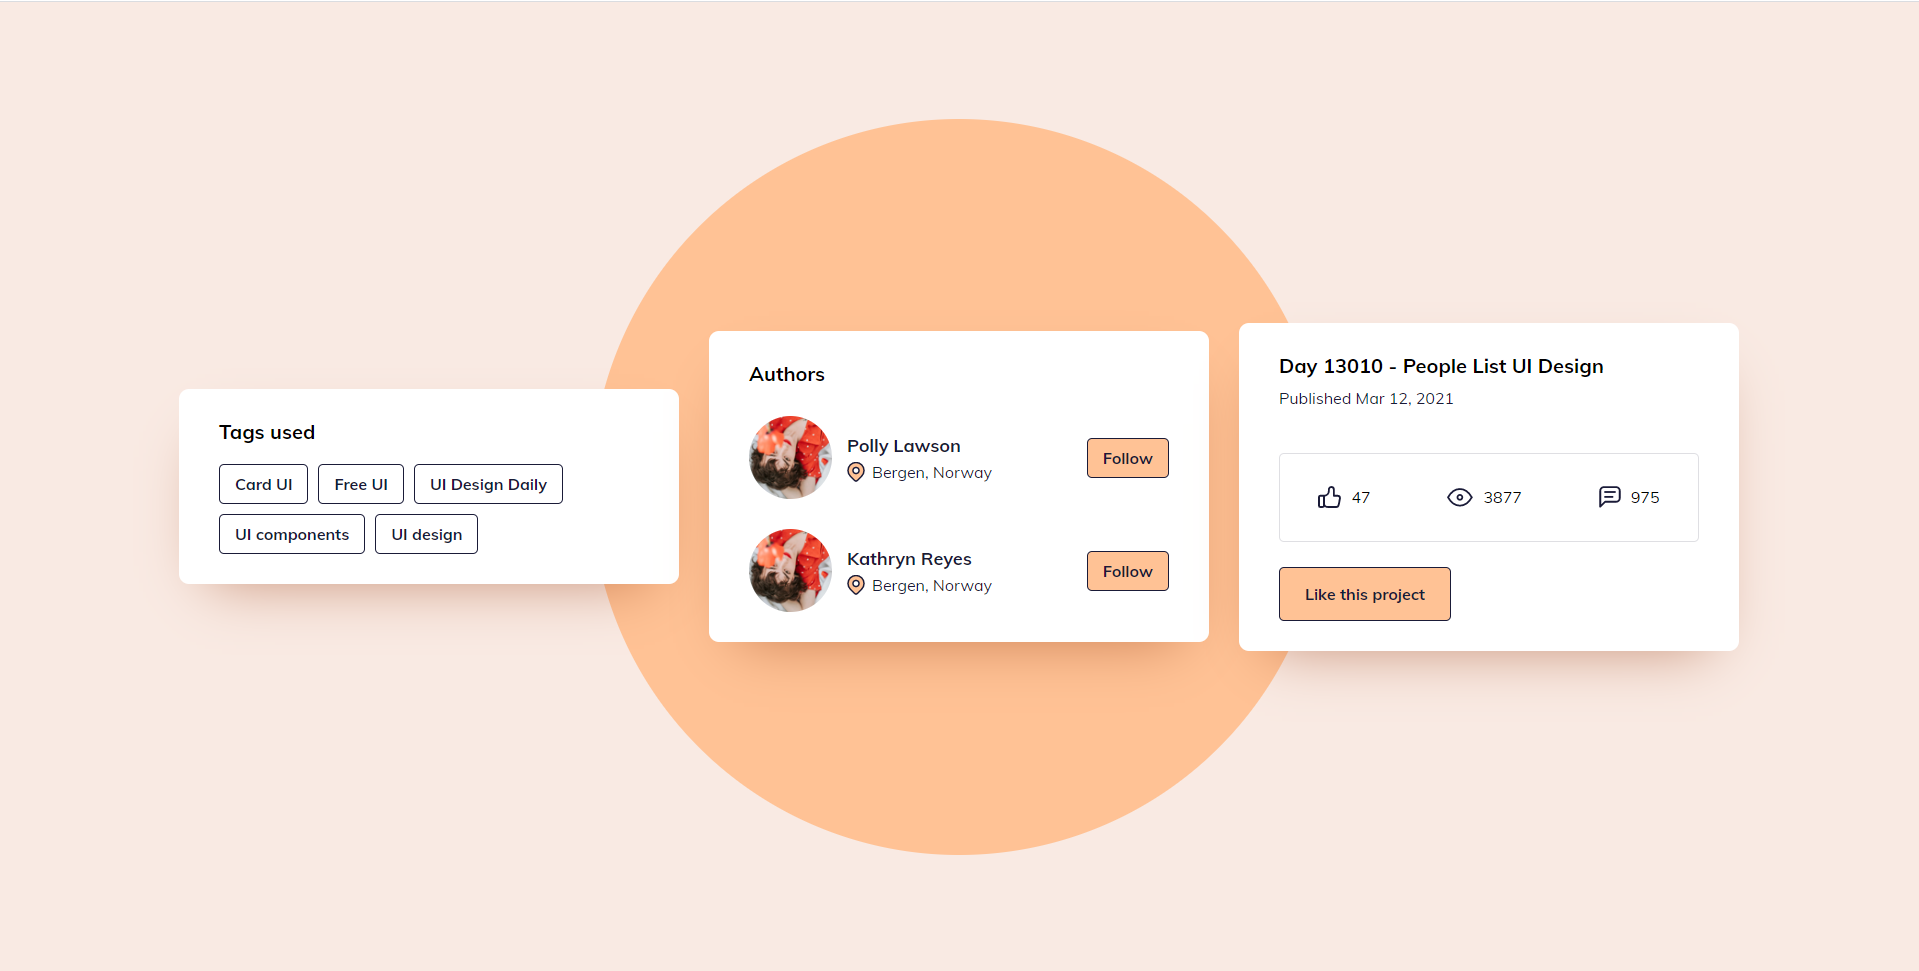 Tags used
Card UI
Free UI
UI Design Daily
UI components
UI design
Authors
Polly Lawson
Bergen, Norway
Follow
Kathryn Reyes
Bergen, Norway
Follow
Day 13010 - People List UI Design
Published Mar 12, 2021
47
3877
975
Like this project